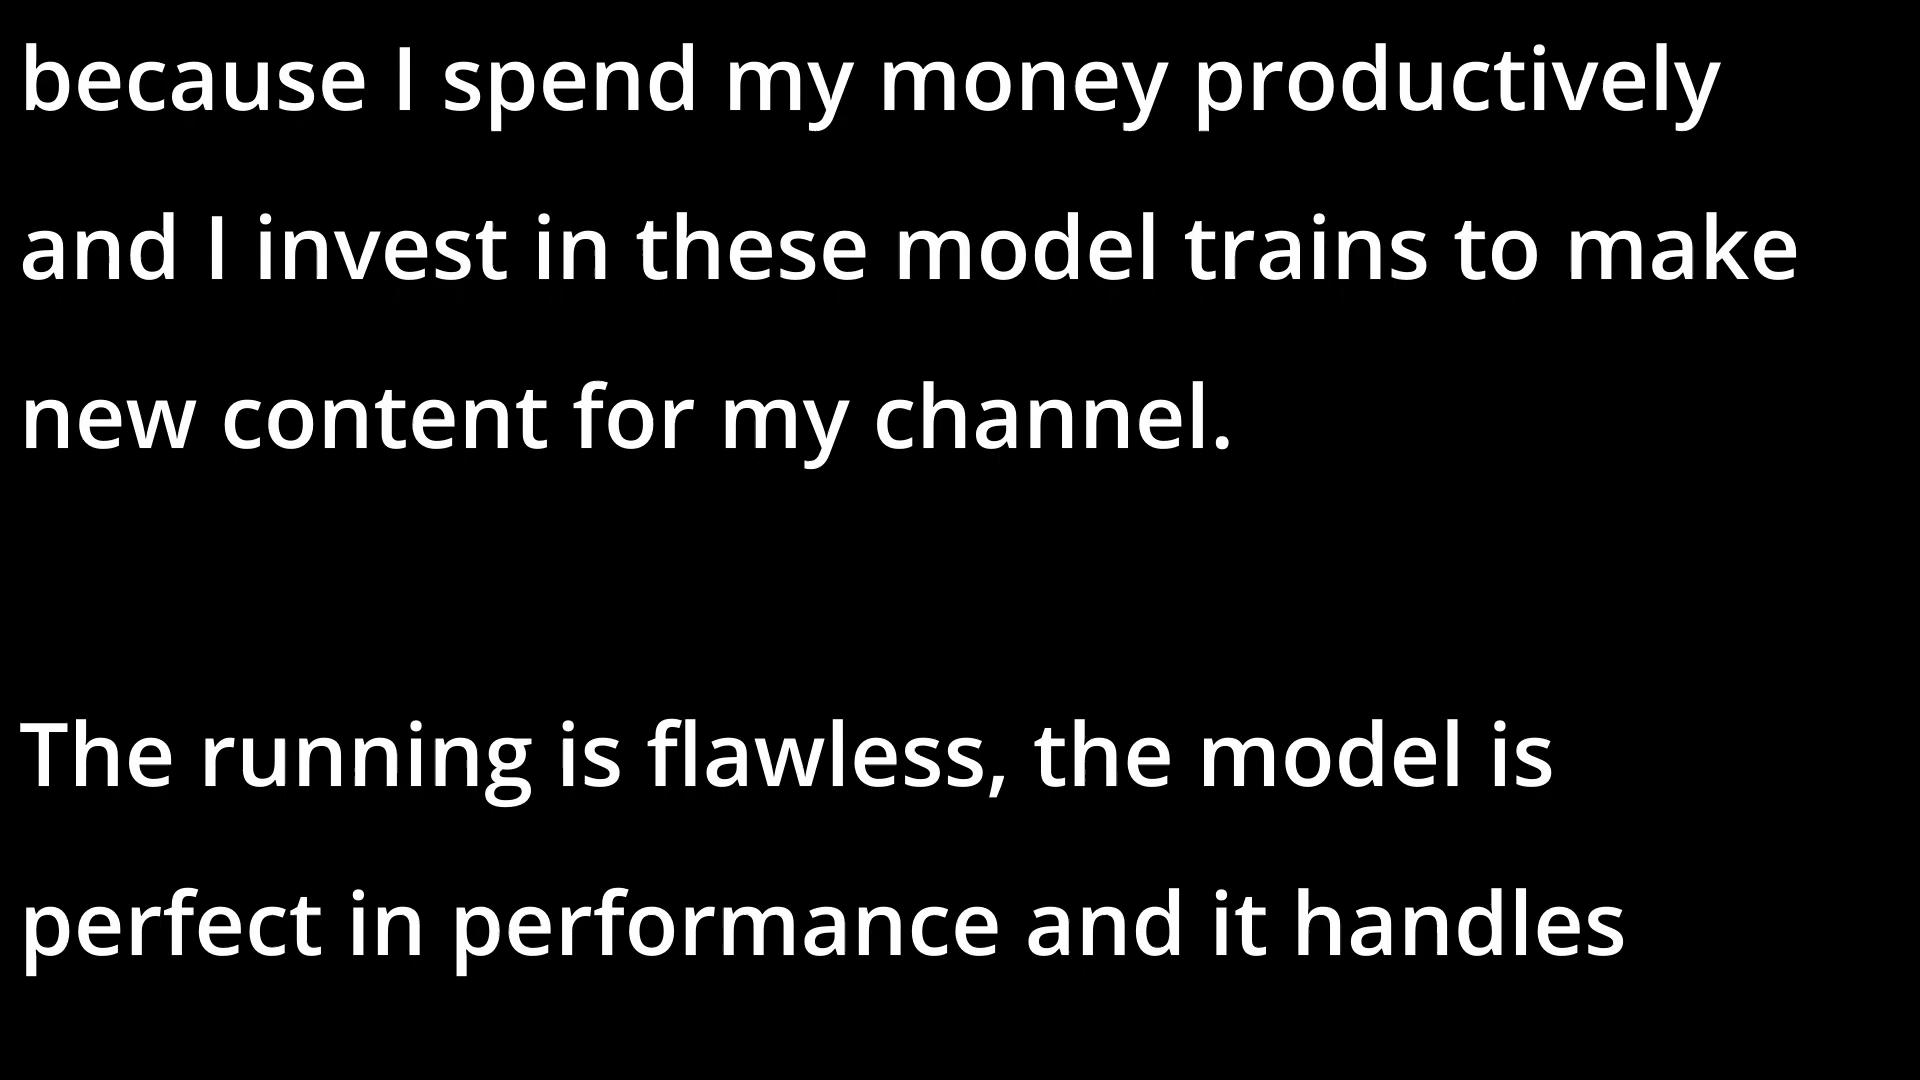 because I spend my money productively
and I invest in these model trains to make
new content for my channel.
The running is flawless, the model is
perfect in performance and it handles